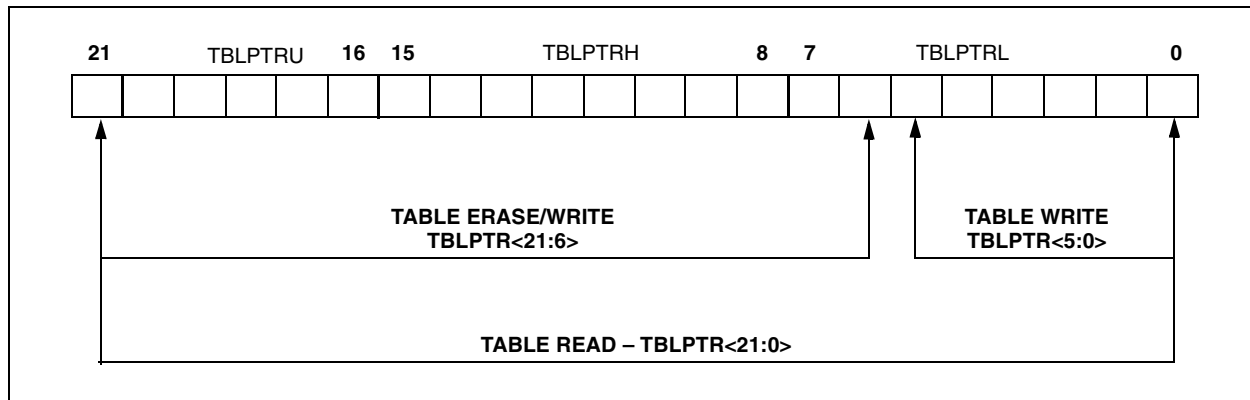 21 TBLPTRU 16 15 TBLPTRH 8 7 TBLPTRL 0
TABLE ERASE/WRITE
TBLPTR<21:6>
TABLE WRITE
TBLPTR<5:0>
TABLE READ – TBLPTR<21:0>